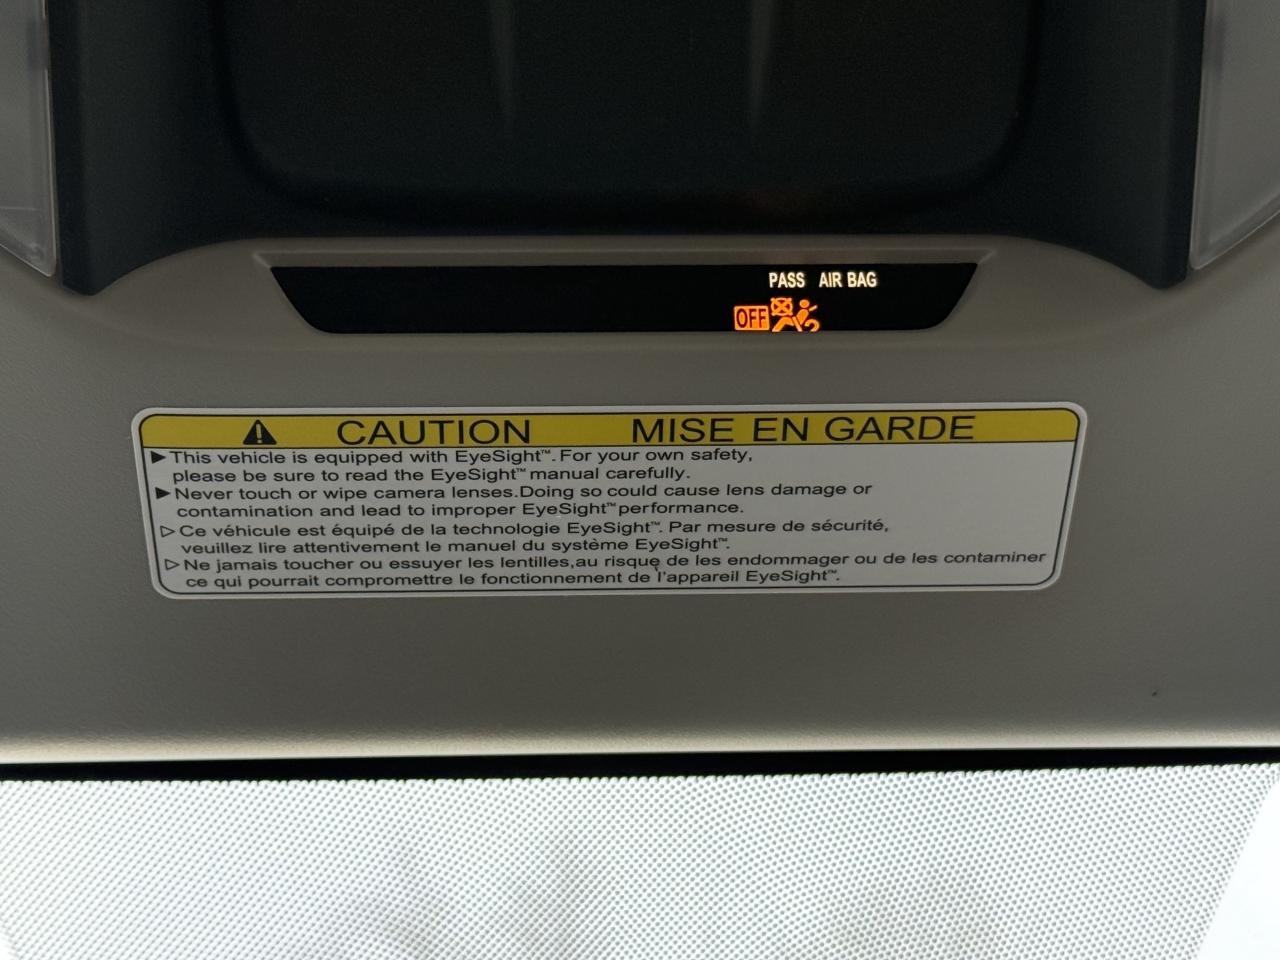 PASS AIR BAG
OFF
CAUTION MISE EN GARDE
▶This vehicle is equipped with EyeSight™.For your own safety,
please be sure to read the EyeSight™manual carefully.
▶Never touch or wipe camera lenses.Doing so could cause lens damage or
contamination and lead to improper EyeSight™performance.
▷Ce véhicule est équipé de la technologie EyeSight™. Par mesure de sécurité,
veuillez lire attentivement le manuel du système EyeSight™.
▷Ne jamais toucher ou essuyer les lentilles,au risque de les endommager ou de les contaminer
ce qui pourrait compromettre le fonctionnement de l'appareil EyeSight™.